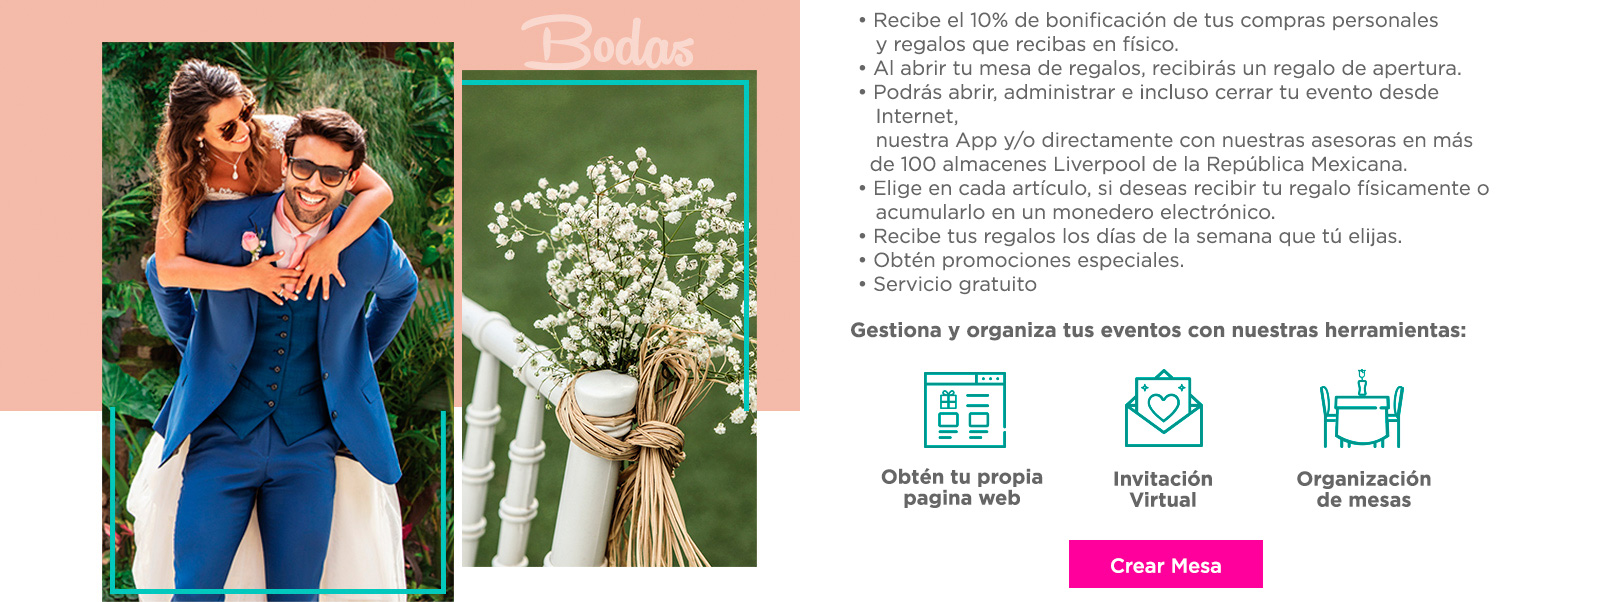 Bodas
• Recibe el 10% de bonificación de tus compras personales
y regalos que recibas en físico.
• Al abrir tu mesa de regalos, recibirás un regalo de apertura.
• Podrás abrir, administrar e incluso cerrar tu evento desde
Internet,
nuestra App y/o directamente con nuestras asesoras en más
de 100 almacenes Liverpool de la República Mexicana.
• Elige en cada artículo, si deseas recibir tu regalo físicamente o
acumularlo en un monedero electrónico.
• Recibe tus regalos los días de la semana que tú elijas.
• Obtén promociones especiales.
• Servicio gratuito
Gestiona y organiza tus eventos con nuestras herramientas:
Obtén tu propia
pagina web
Invitación
Virtual
Organización
de mesas
Crear Mesa